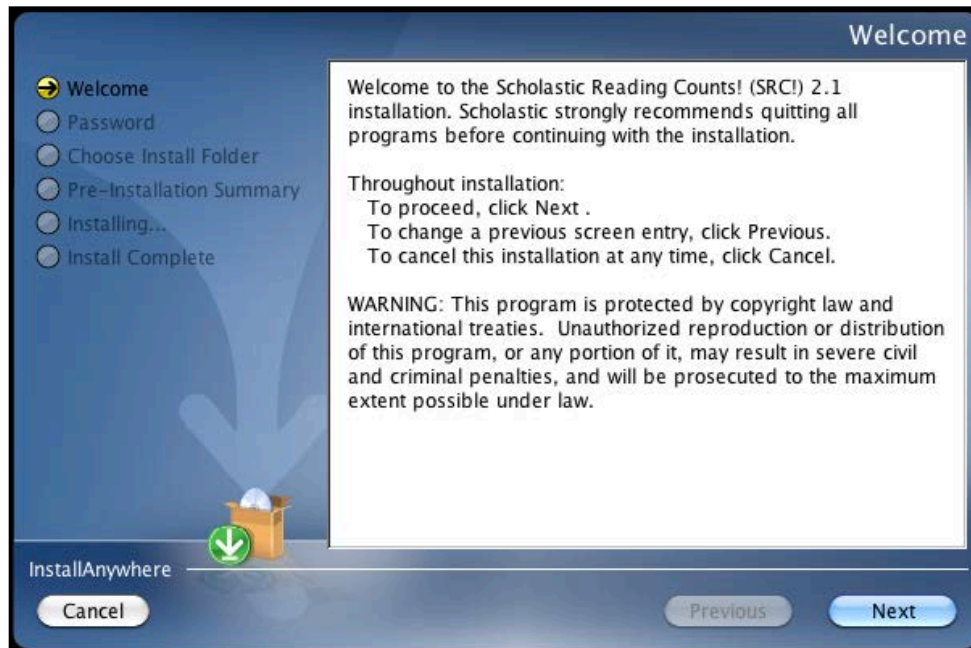 Welcome
Welcome
Password
Choose Install Folder
Pre-Installation Summary
Installing...
Install Complete
Welcome to the Scholastic Reading Counts! (SRC!) 2.1
installation. Scholastic strongly recommends quitting all
programs before continuing with the installation.
Throughout installation:
To proceed, click Next .
To change a previous screen entry, click Previous.
To cancel this installation at any time, click Cancel.
WARNING: This program is protected by copyright law and
international treaties.  Unauthorized reproduction or distribution
of this program, or any portion of it, may result in severe civil
and criminal penalties, and will be prosecuted to the maximum
extent possible under law.
InstallAnywhere
Cancel
Previous
Next